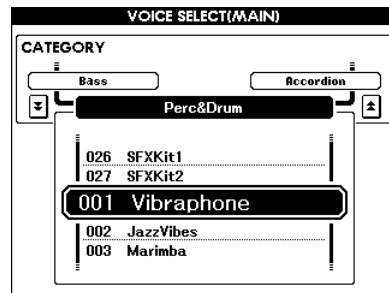 VOICE SELECT(MAIN)
CATEGORY
Bass Accordion
Perc&Drum
026 SFXKit1
027 SFXKit2
001 Vibraphone
002 JazzVibes
003 Marimba